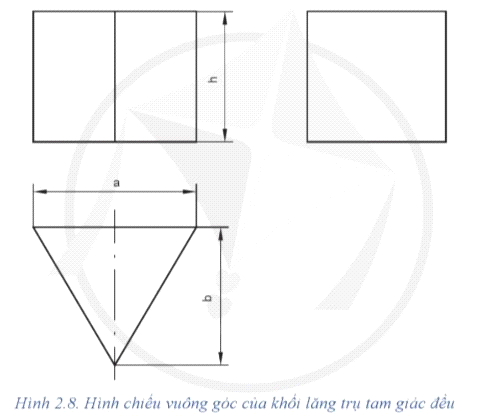 h
a
b
Hình 2.8. Hình chiếu vuông góc của khối lăng trụ tam giác đều